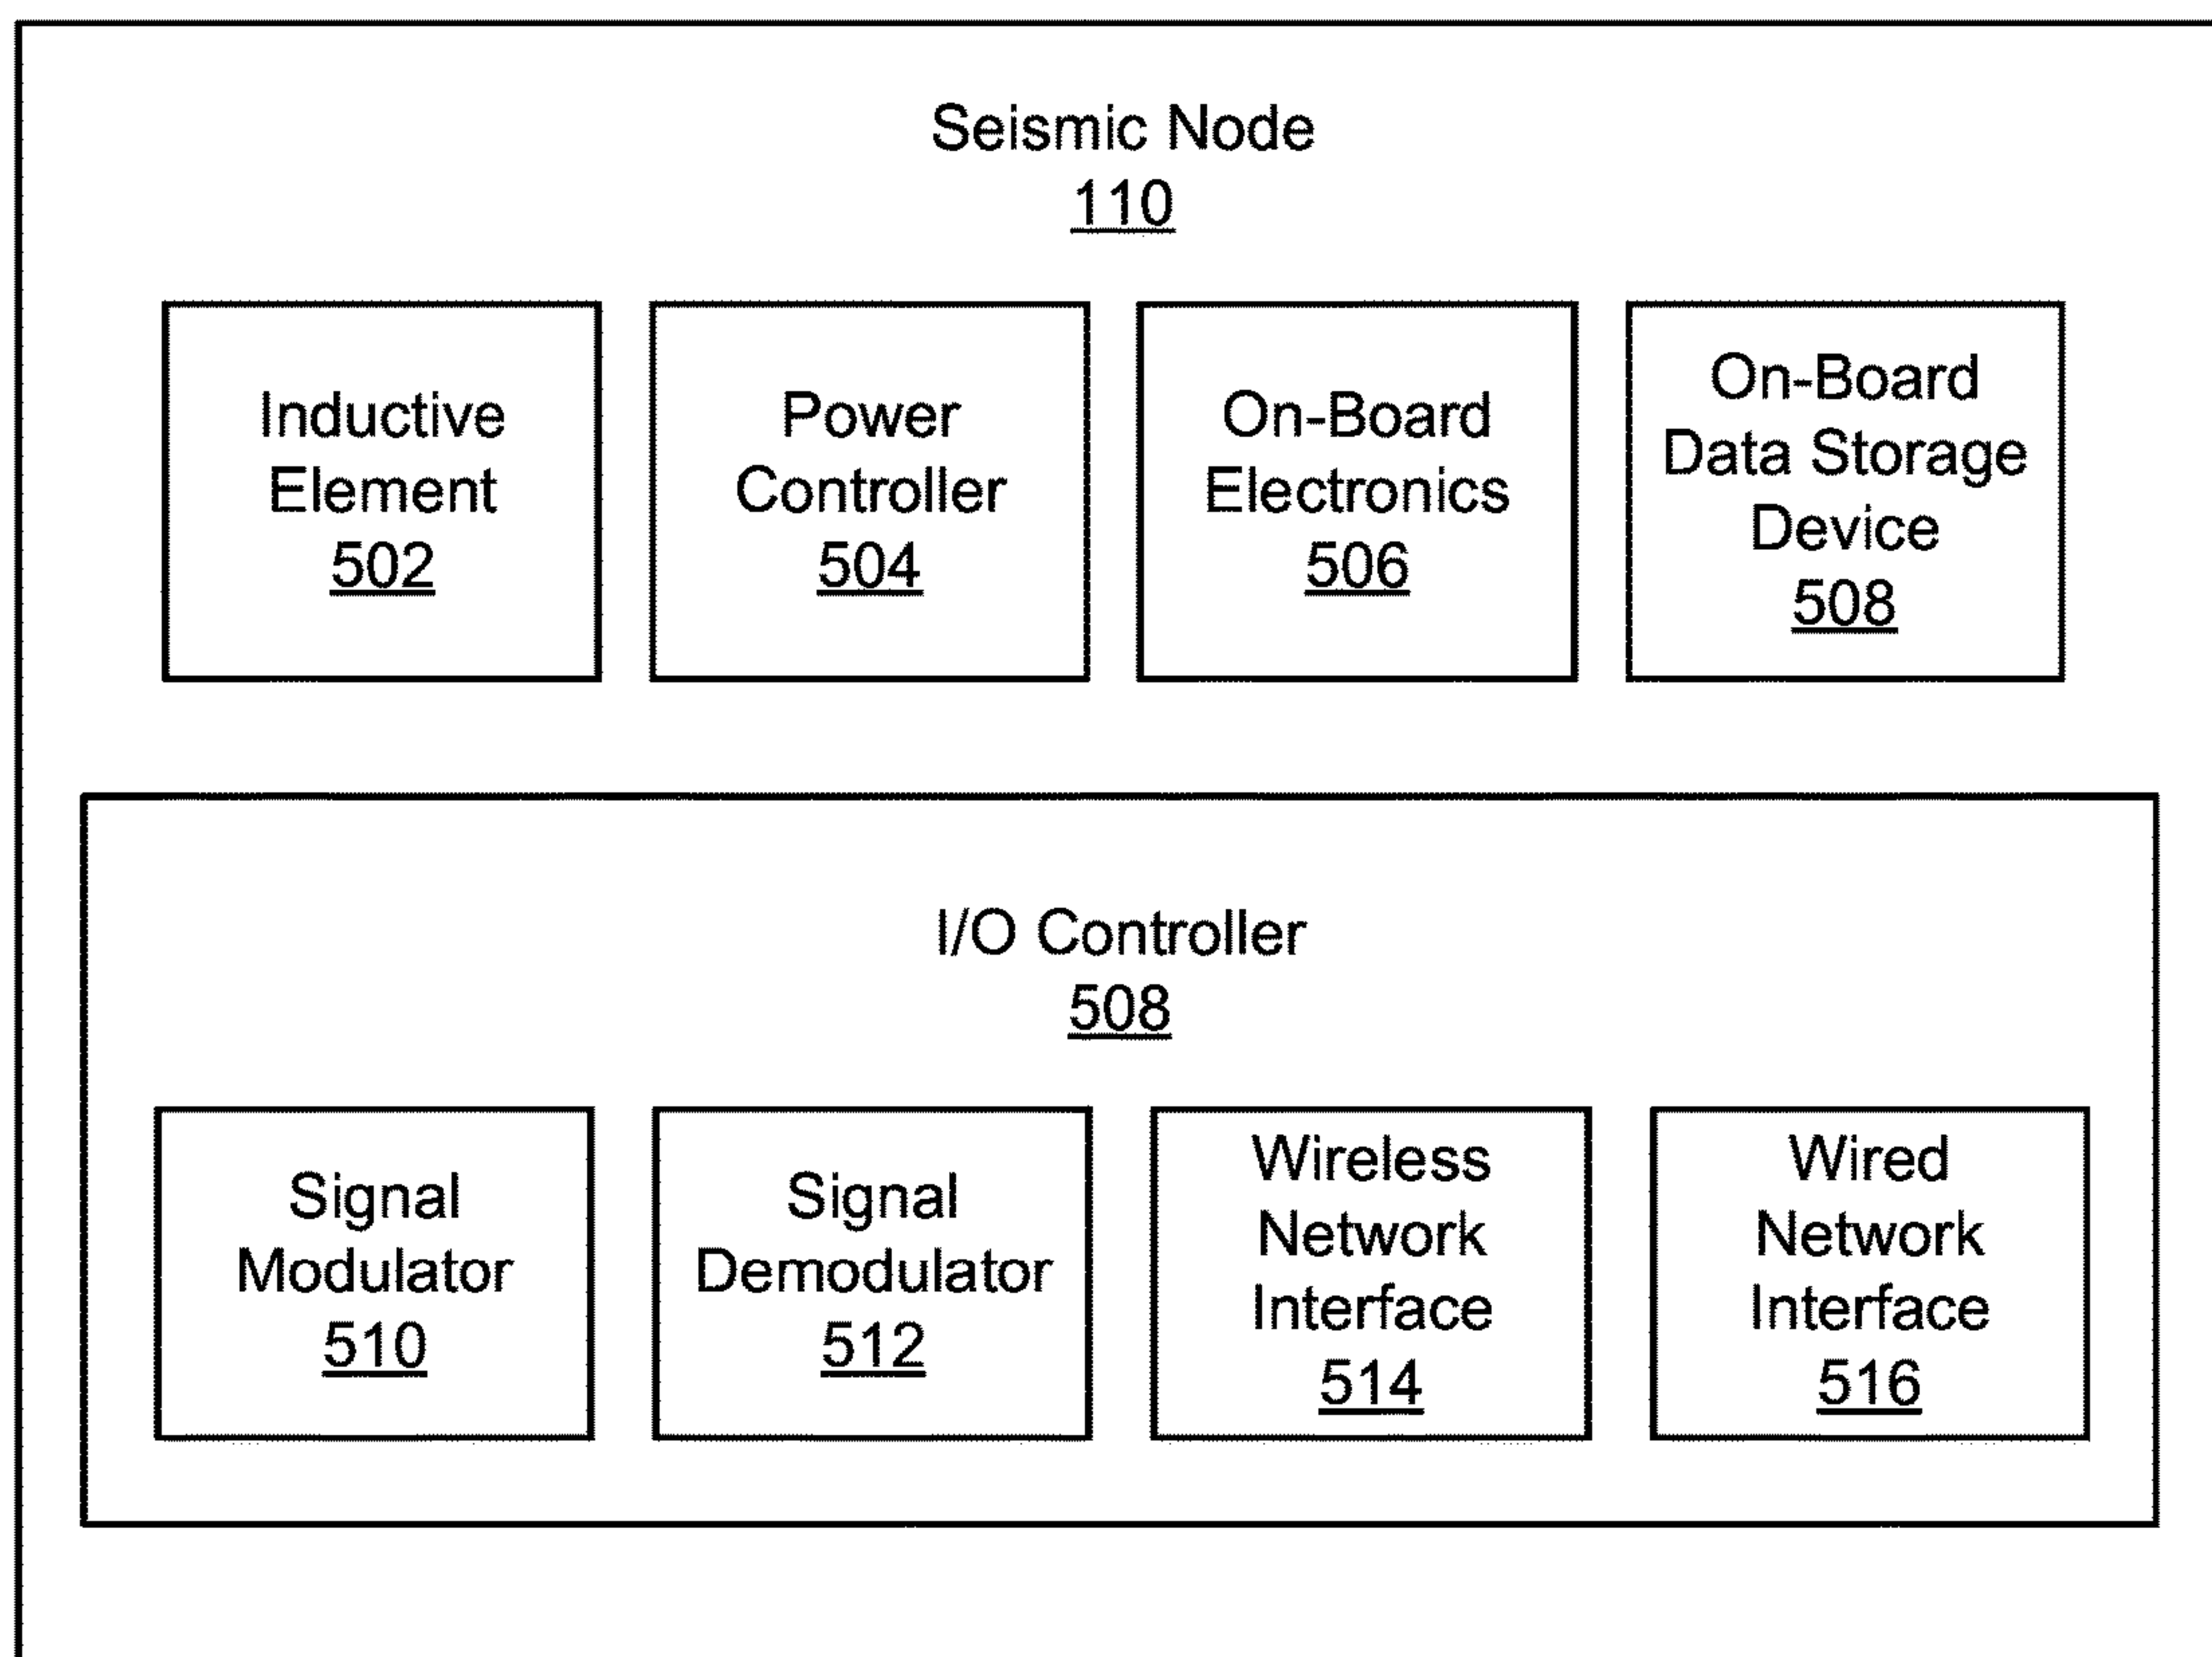 Seismic Node
110
Inductive
Element
502
Power
Controller
504
On-Board
Electronics
506
On-Board
Data Storage
Device
508
I/O Controller
508
Signal
Modulator
510
Signal
Demodulator
512
Wireless
Network
Interface
514
Wired
Network
Interface
516